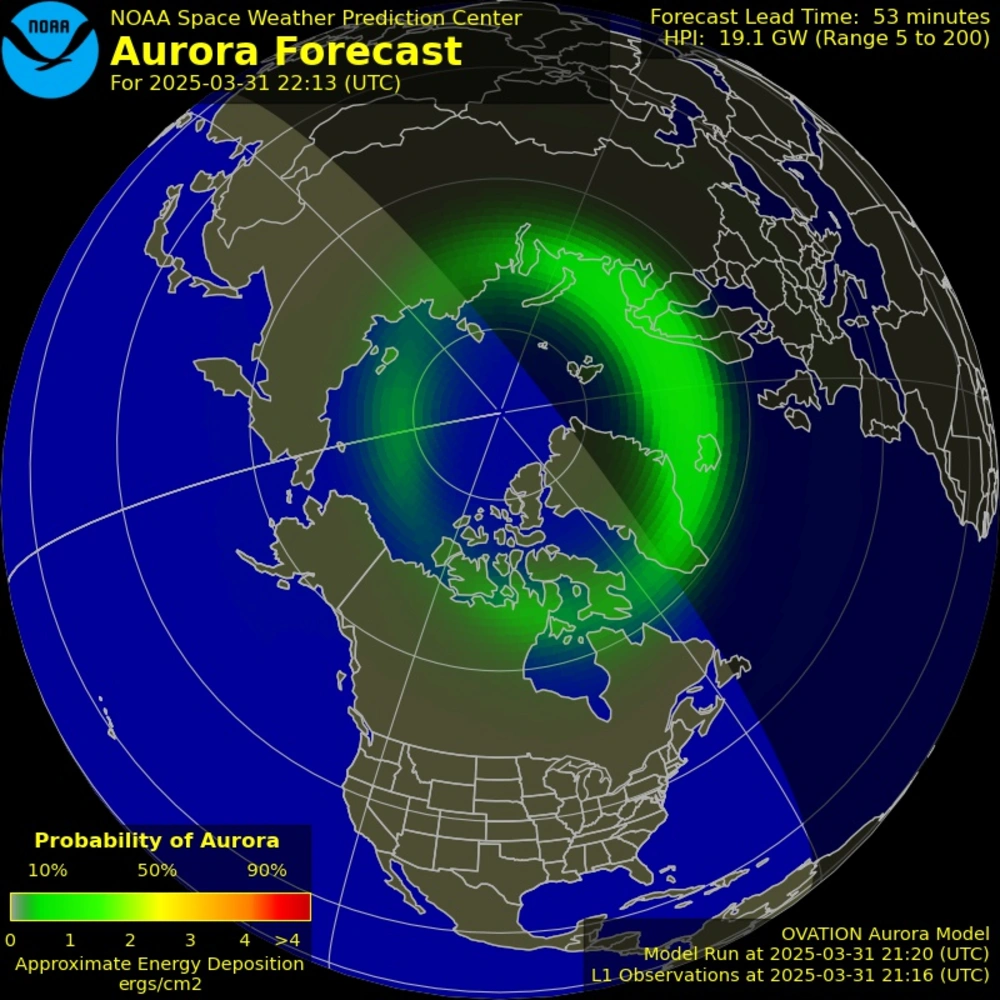 NOAA
NOAA Space Weather Prediction Center
Aurora Forecast
For 2025-03-31 22:13 (UTC)
Forecast Lead Time: 53 minutes
HPI: 19.1 GW (Range 5 to 200)
Probability of Aurora
10% 50% 90%
0 1 2 3 4 >4
Approximate Energy Deposition
ergs/cm2
OVATION Aurora Model
Model Run at 2025-03-31 21:20 (UTC)
L1 Observations at 2025-03-31 21:16 (UTC)